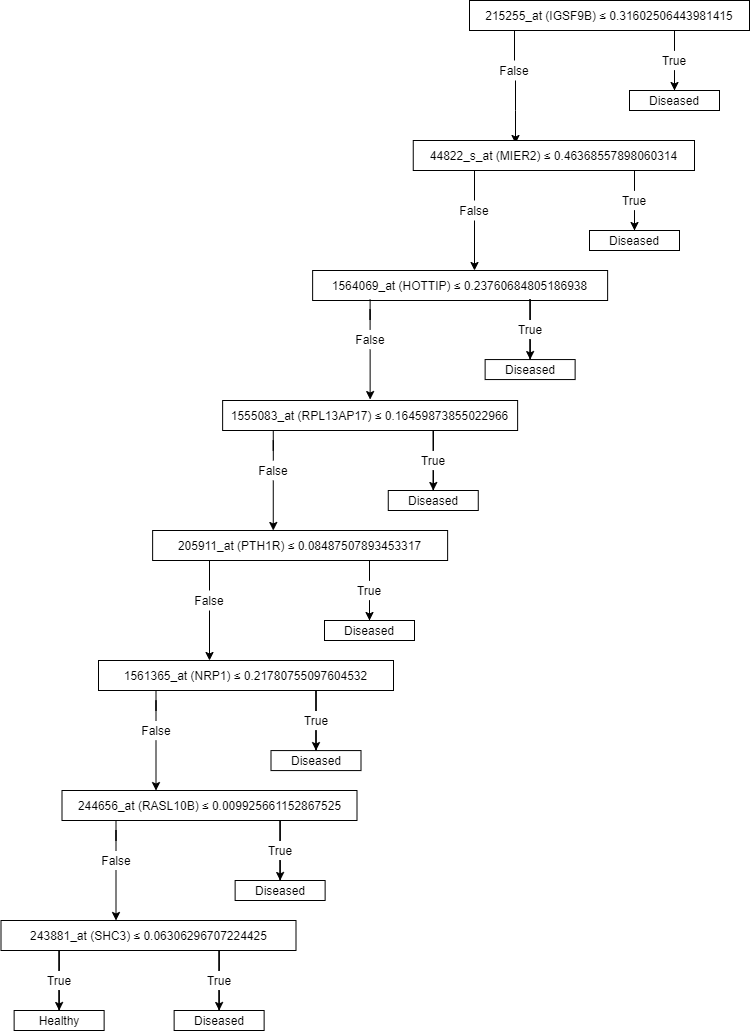 215255_at (IGSF9B) ≤ 0.31602506443981415
False
True
Diseased
44822_s_at (MIER2) ≤ 0.46368557898060314
False
True
Diseased
1564069_at (HOTTIP) ≤ 0.23760684805186938
False
True
Diseased
1555083_at (RPL13AP17) ≤ 0.16459873855022966
False
True
Diseased
205911_at (PTH1R) ≤ 0.08487507893453317
False
True
Diseased
1561365_at (NRP1) ≤ 0.21780755097604532
False
True
Diseased
244656_at (RASL10B) ≤ 0.009925661152867525
False
True
Diseased
243881_at (SHC3) ≤ 0.06306296707224425
True
True
Healthy
Diseased